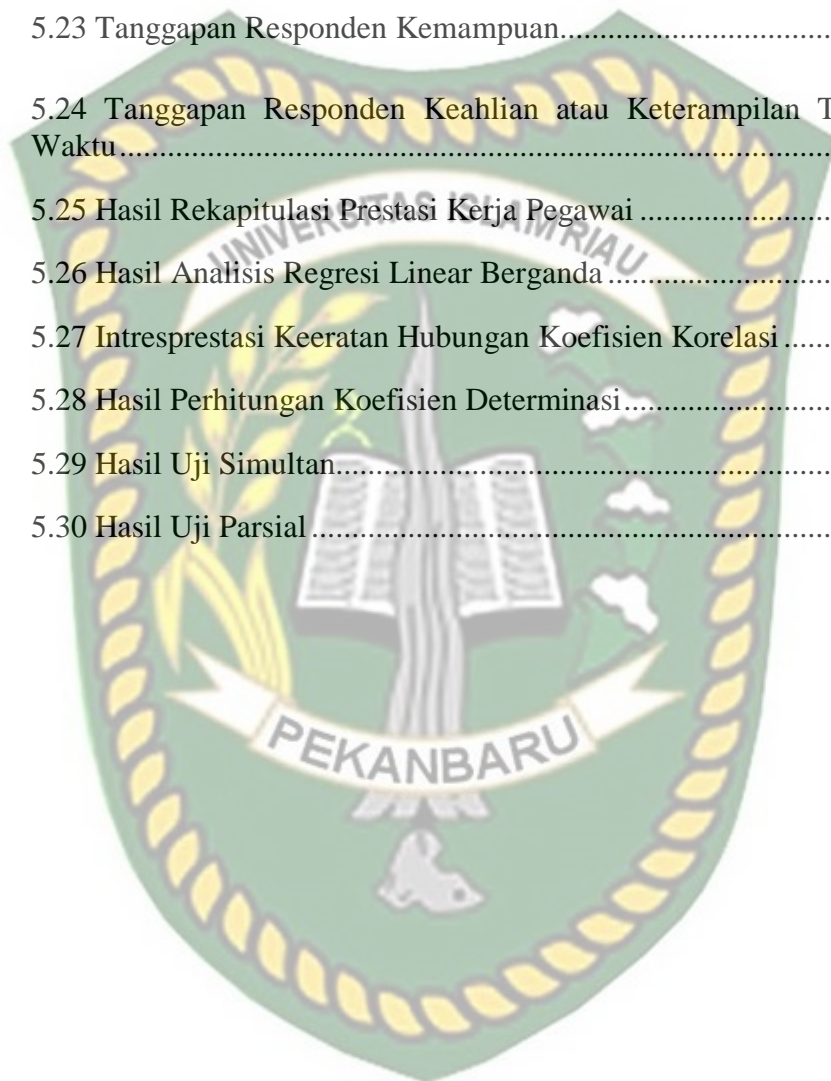 5.23 Tanggapan Responden Kemampuan..........................................
5.24 Tanggapan Responden Keahlian atau Keterampilan T
Waktu..........................................................................................
5.25 Hasil Rekapitulasi Prestasi Kerja Pegawai ........................
UNIVERSITAS ISLAM RIAU
5.26 Hasil Analisis Regresi Linear Berganda ............................
5.27 Intresprestasi Keeratan Hubungan Koefisien Korelasi ......
5.28 Hasil Perhitungan Koefisien Determinasi..........................
5.29 Hasil Uji Simultan...............................................................
5.30 Hasil Uji Parsial ..................................................................
PEKANBARU